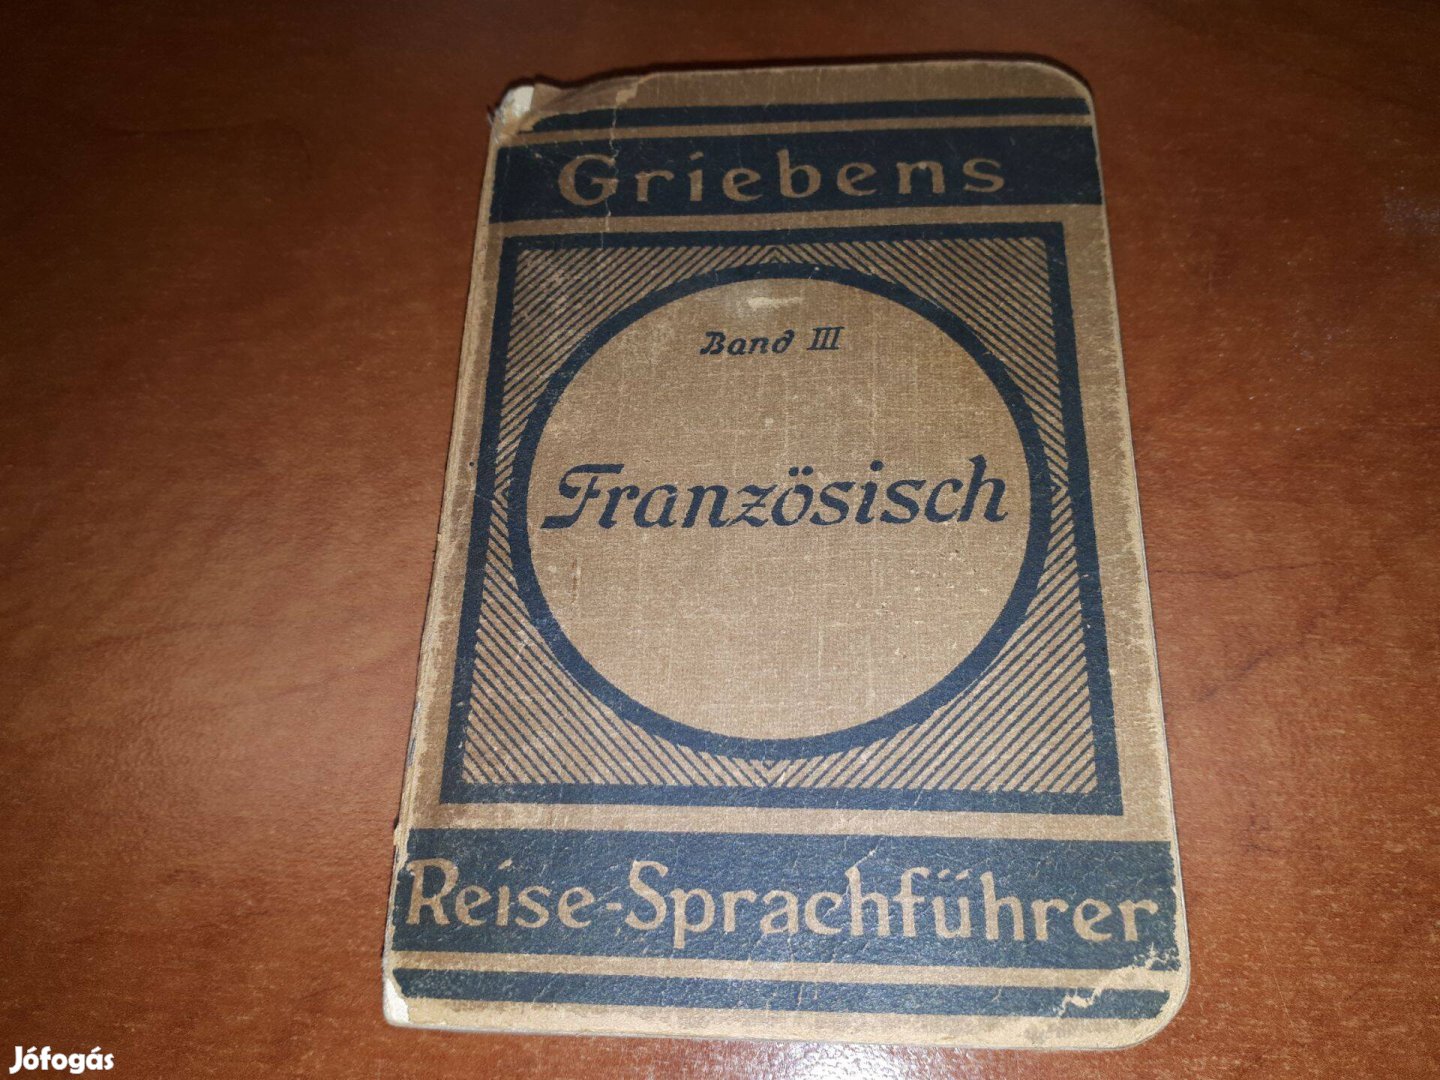 Griebens
Band III
Französisch
Reise-Sprachführer
Jófogás